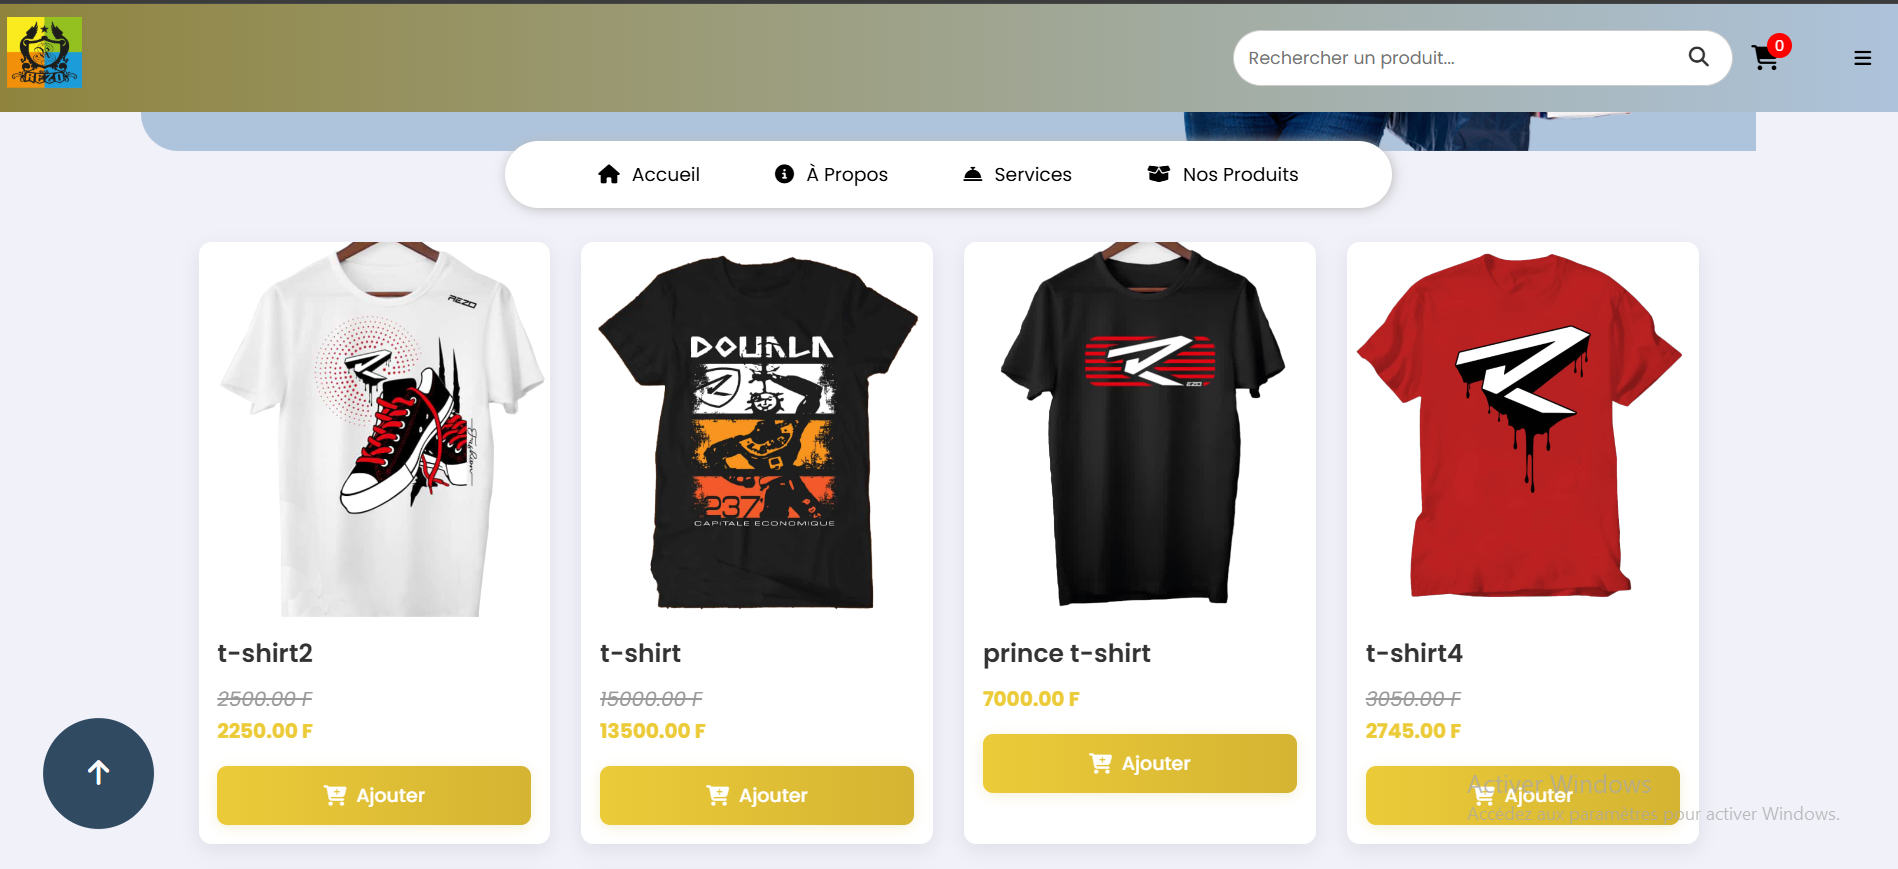 REZO
Rechercher un produit...
0
Accueil
À Propos
Services
Nos Produits
REZO
DOUALA
237
CAPITALE ECONOMIQUE
EZO
t-shirt2
2500.00 F
2250.00 F
Ajouter
t-shirt
15000.00 F
13500.00 F
Ajouter
prince t-shirt
7000.00 F
Ajouter
t-shirt4
3050.00 F
2745.00 F
Ajouter
Activer Windows
Accédez aux paramètres pour activer Windows.